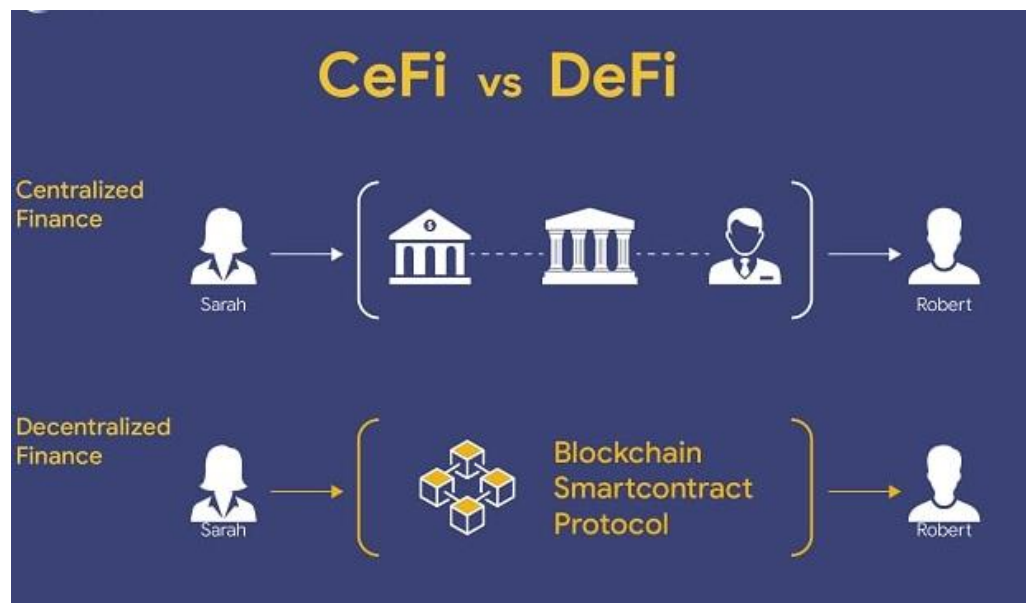 CeFi vs DeFi
Centralized
Finance
Sarah
Robert
Decentralized
Finance
Blockchain
Smartcontract
Protocol
Sarah
Robert